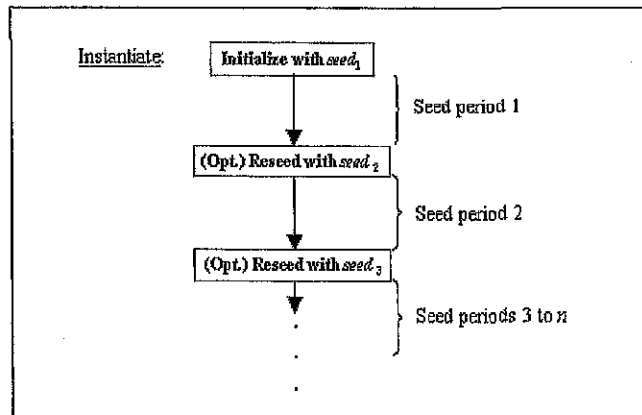 Instantiate:
Initialize with seed1
Seed period 1
(Opt.) Reseed with seed2
Seed period 2
(Opt.) Reseed with seed3
Seed periods 3 to n